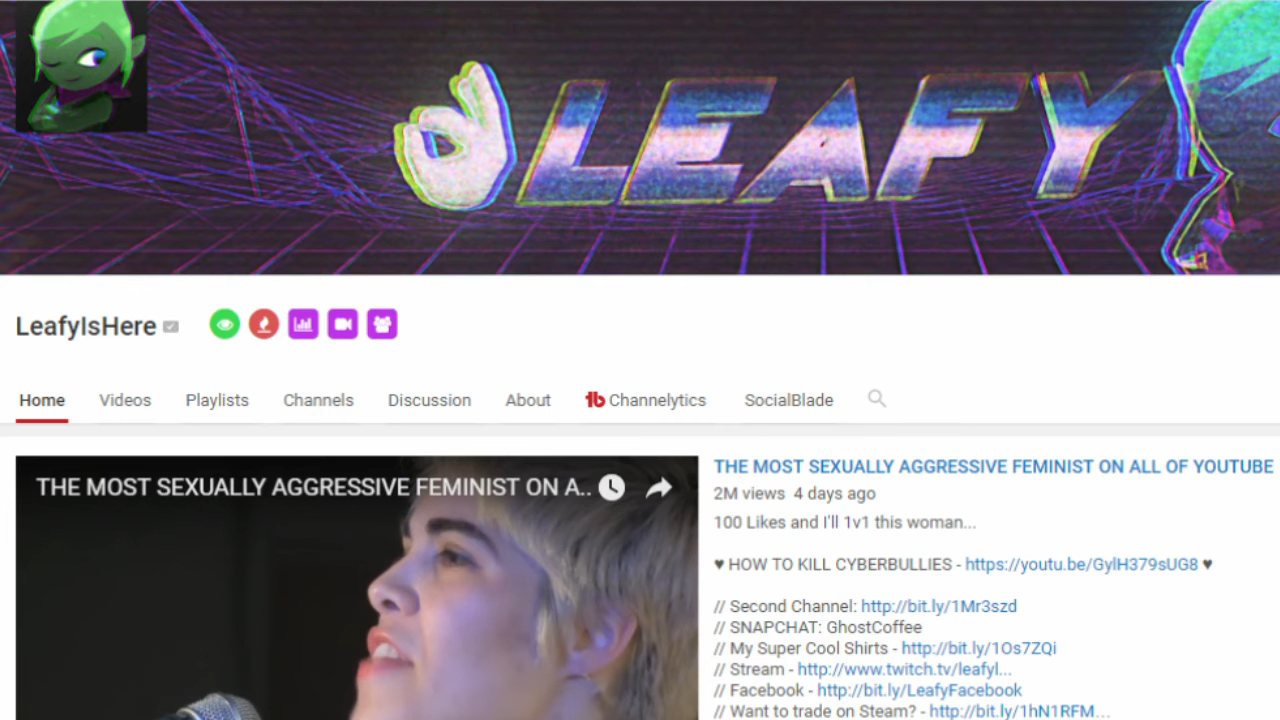 LEAFY
LeafyIsHere
Home Videos Playlists Channels Discussion About Channelytics SocialBlade
THE MOST SEXUALLY AGGRESSIVE FEMINIST ON A..
THE MOST SEXUALLY AGGRESSIVE FEMINIST ON ALL OF YOUTUBE
2M views 4 days ago
100 Likes and I'll 1v1 this woman...
♥ HOW TO KILL CYBERBULLIES - https://youtu.be/GylH379sUG8 ♥
// Second Channel: http://bit.ly/1Mr3szd
// SNAPCHAT: GhostCoffee
// My Super Cool Shirts - http://bit.ly/1Os7ZQi
// Stream - http://www.twitch.tv/leafyl...
// Facebook - http://bit.ly/LeafyFacebook
// Want to trade on Steam? - http://bit.ly/1hN1RFM...